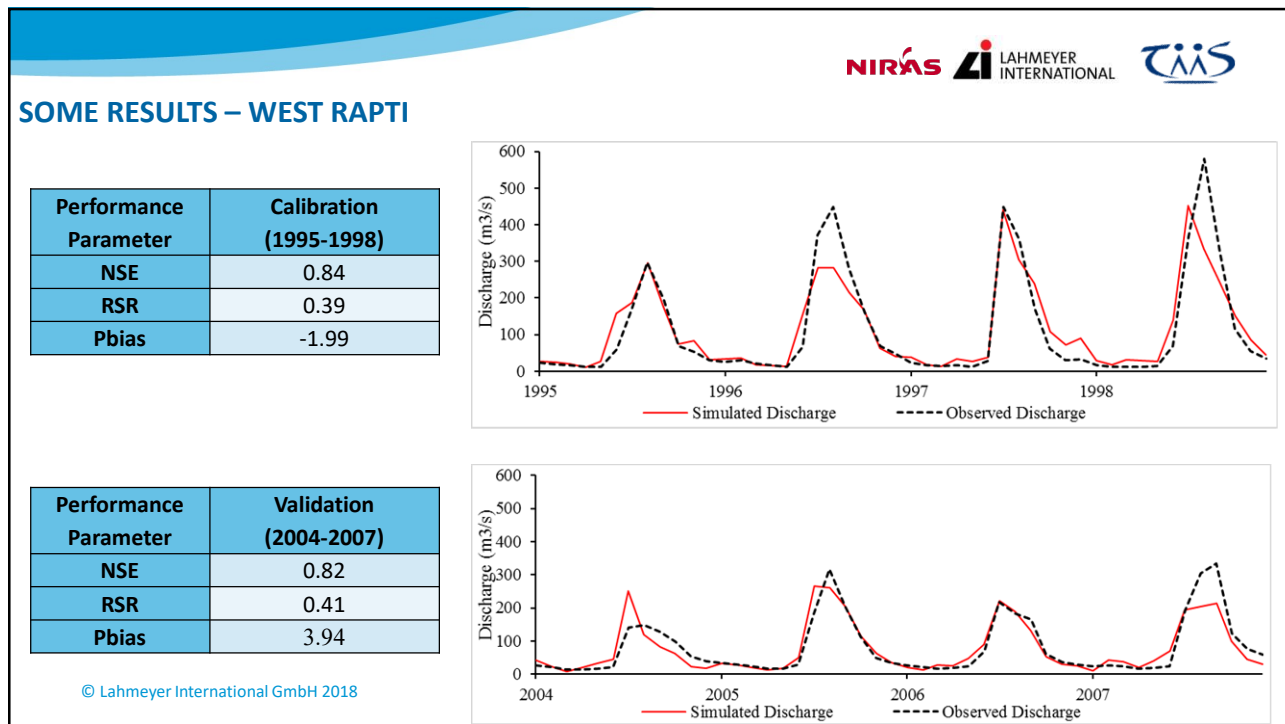 NIRAS
LAHMEYER
INTERNATIONAL
SOME RESULTS – WEST RAPTI
Performance Parameter Calibration (1995-1998)
NSE 0.84
RSR 0.39
Pbias -1.99
Discharge (m3/s)
600
500
400
300
200
100
0
1995 1996 1997 1998
Simulated Discharge Observed Discharge
Performance Parameter Validation (2004-2007)
NSE 0.82
RSR 0.41
Pbias 3.94
Discharge (m3/s)
600
500
400
300
200
100
0
2004 2005 2006 2007
Simulated Discharge Observed Discharge
© Lahmeyer International GmbH 2018